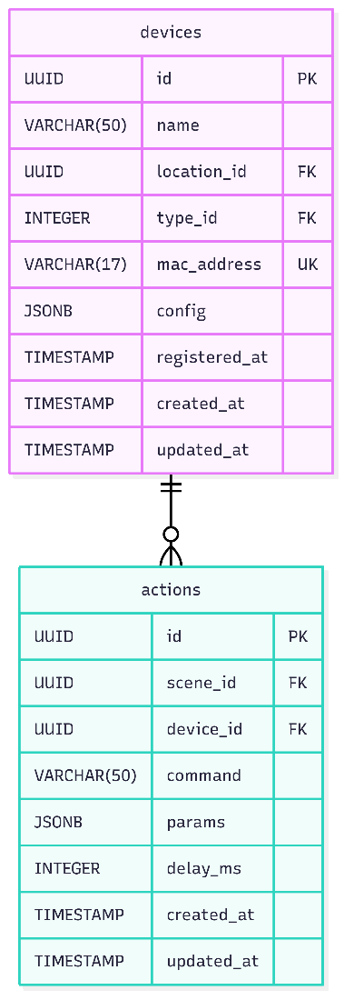 devices
UUID id PK
VARCHAR(50) name
UUID location_id FK
INTEGER type_id FK
VARCHAR(17) mac_address UK
JSONB config
TIMESTAMP registered_at
TIMESTAMP created_at
TIMESTAMP updated_at
actions
UUID id PK
UUID scene_id FK
UUID device_id FK
VARCHAR(50) command
JSONB params
INTEGER delay_ms
TIMESTAMP created_at
TIMESTAMP updated_at